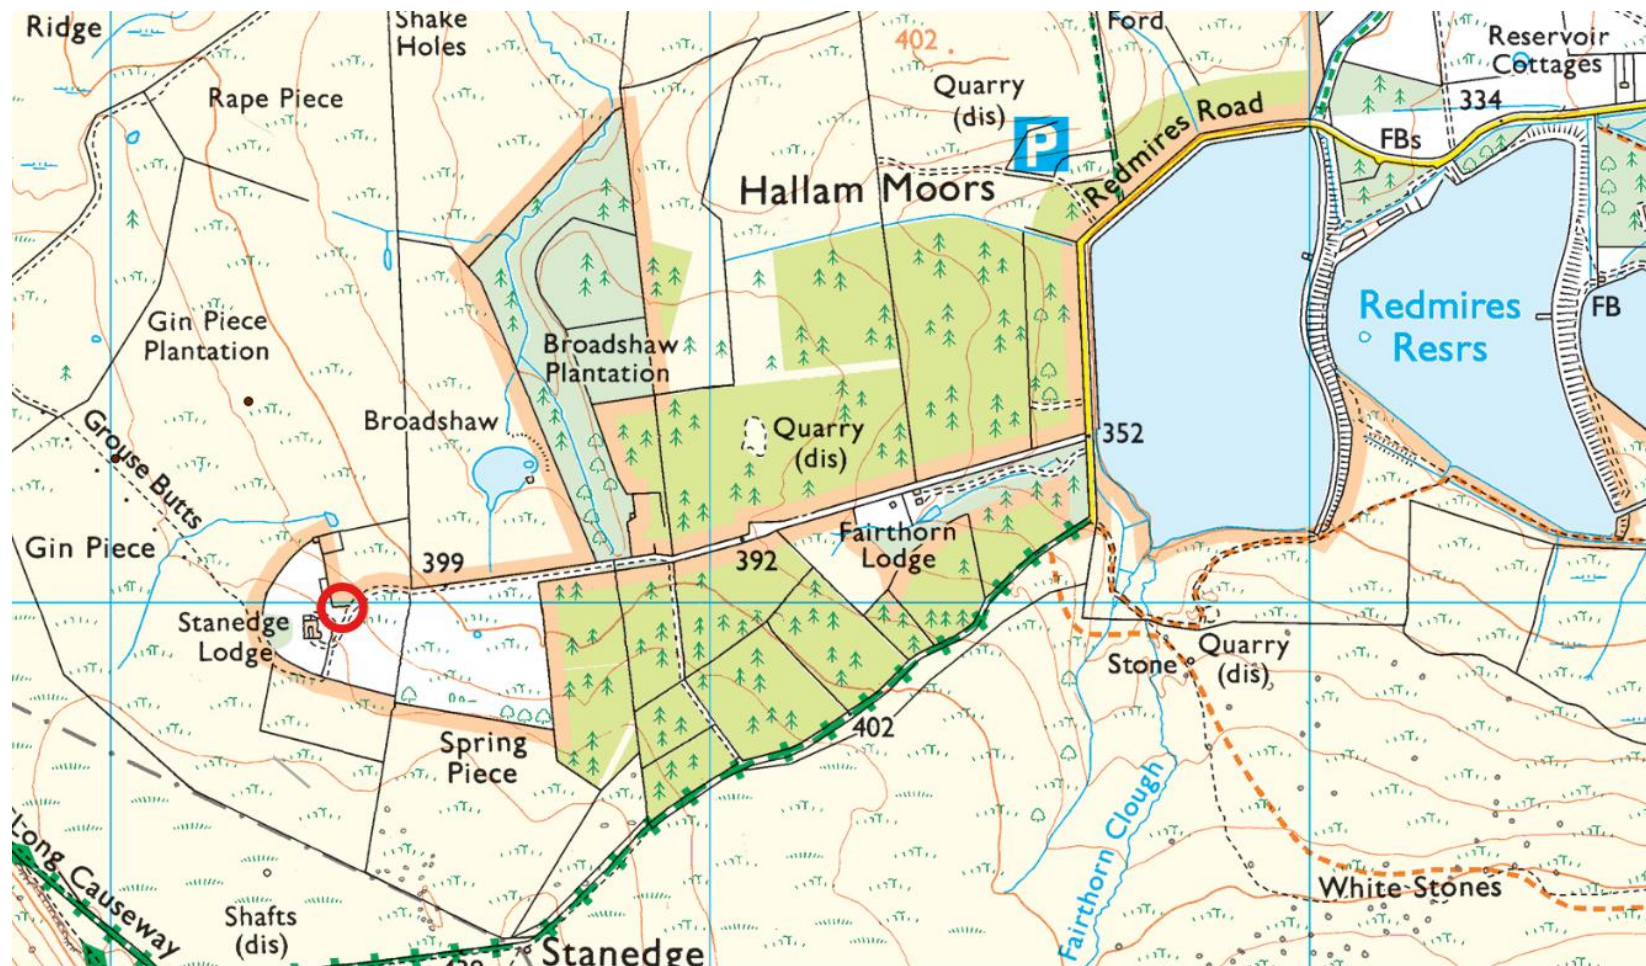 Ridge
Shake
Holes
402
Ford
Reservoir
Cottages
Rape Piece
Quarry
(dis)
334
P
Redmires Road
FBs
Hallam Moors
Redmires
Resrs
FB
Gin Piece
Plantation
Broadshaw
Plantation
Broadshaw
Grouse Butts
Quarry
(dis)
352
Gin Piece
399
392
Fairthorn
Lodge
Stanedge
Lodge
Stone
Quarry
(dis)
Spring
Piece
402
Fairthorn Clough
White Stones
Long Causeway
Shafts
(dis)
Stanedge